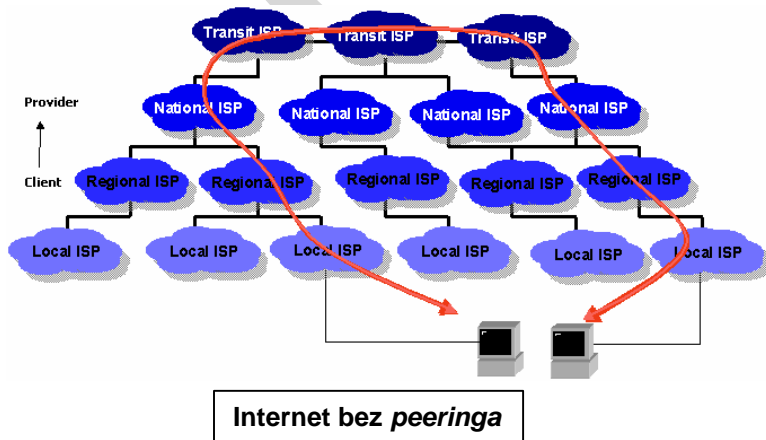 Transit ISP Transit ISP Transit ISP
Provider
National ISP National ISP National ISP National ISP
Client
Regional ISP Regional ISP Regional ISP Regional ISP Regional ISP
Local ISP Local ISP Local ISP Local ISP Local ISP Local ISP
Internet bez peeringa